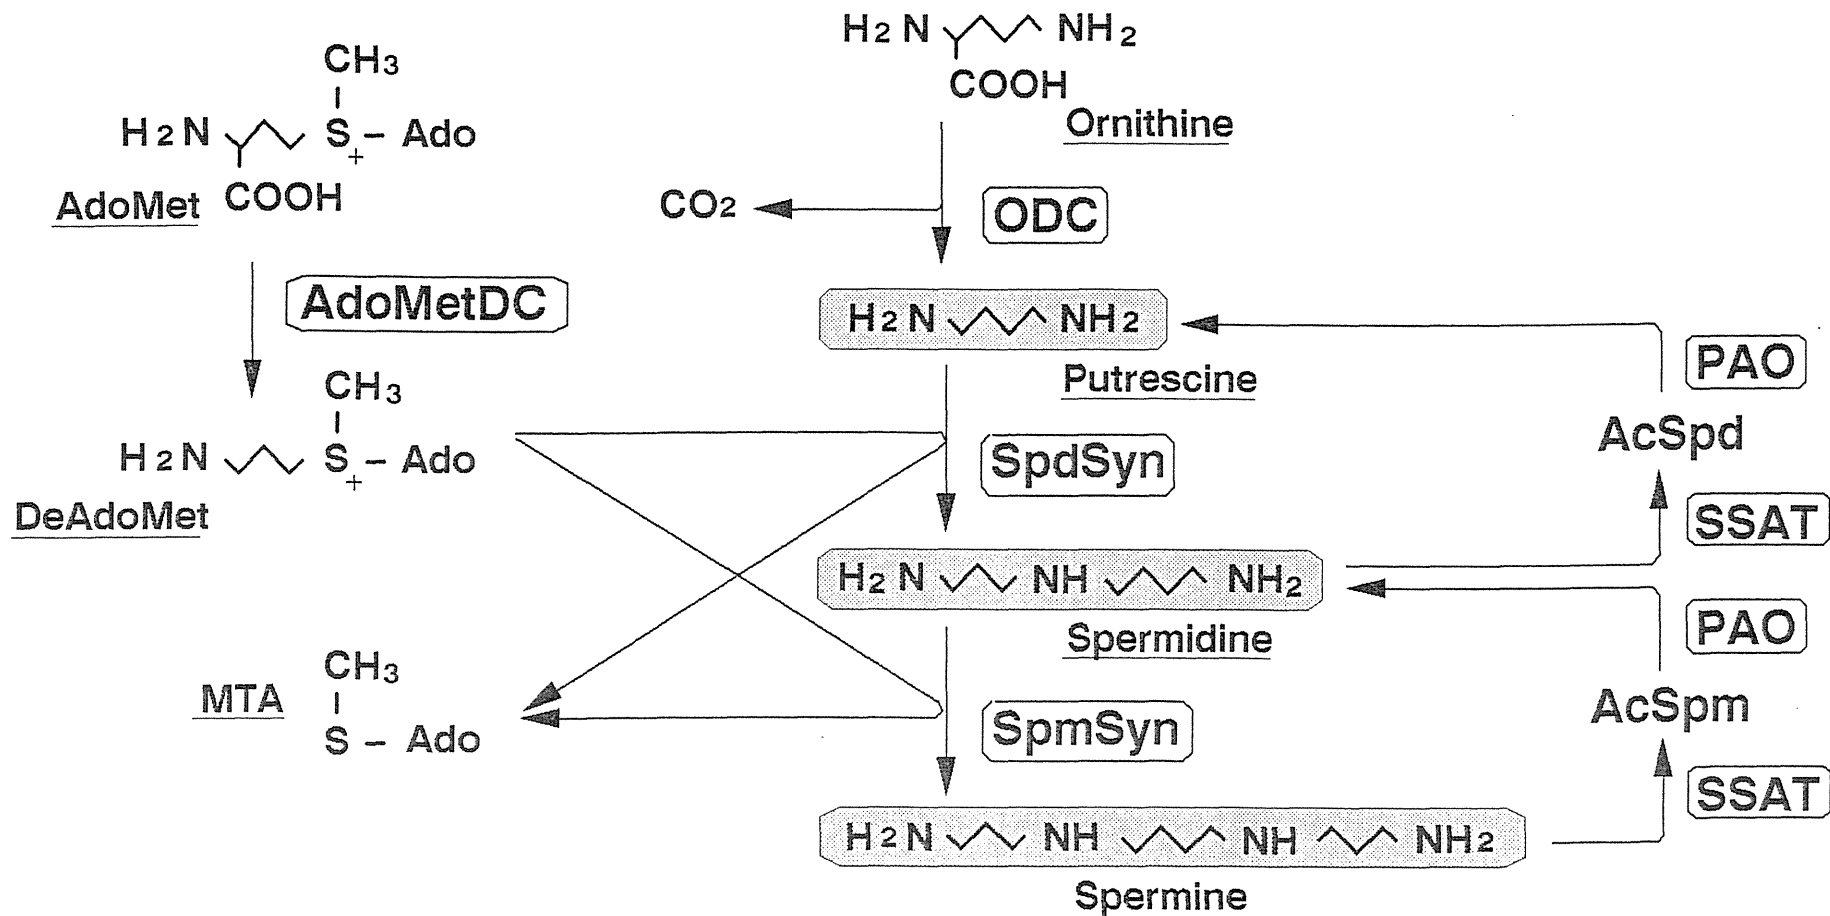 H2N NH2
COOH
Ornithine
CH3
H2N S+ – Ado
COOH
AdoMet
CO2
ODC
AdoMetDC
H2N NH2
Putrescine
PAO
AcSpd
CH3
H2N S+ – Ado
DeAdoMet
SpdSyn
SSAT
H2N NH NH2
Spermidine
PAO
AcSpm
CH3
MTA
S – Ado
SpmSyn
SSAT
H2N NH NH NH2
Spermine